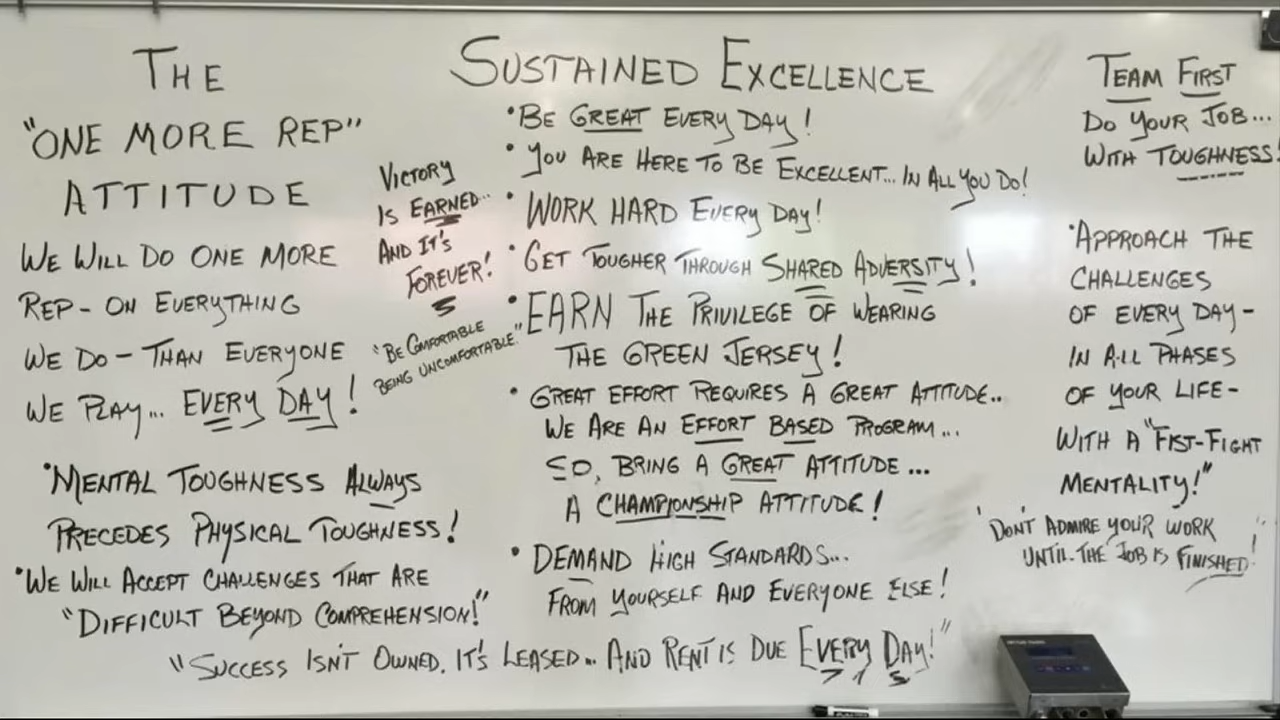 THE
"ONE MORE REP"
ATTITUDE
WE WILL DO ONE MORE
REP - ON EVERYTHING
WE DO - THAN EVERYONE
WE PLAY... EVERY DAY!
•MENTAL TOUGHNESS ALWAYS
PRECEDES PHYSICAL TOUGHNESS!
•WE WILL ACCEPT CHALLENGES THAT ARE
"DIFFICULT BEYOND COMPREHENSION!"
VICTORY
IS EARNED...
AND IT'S
FOREVER!
"BE COMFORTABLE
BEING UNCOMFORTABLE."
SUSTAINED EXCELLENCE
•BE GREAT EVERY DAY!
•YOU ARE HERE TO BE EXCELLENT... IN ALL YOU DO!
•WORK HARD EVERY DAY!
•GET TOUGHER THROUGH SHARED ADVERSITY!
•EARN THE PRIVILEGE OF WEARING
THE GREEN JERSEY!
•GREAT EFFORT REQUIRES A GREAT ATTITUDE..
WE ARE AN EFFORT BASED PROGRAM...
SO, BRING A GREAT ATTITUDE...
A CHAMPIONSHIP ATTITUDE!
•DEMAND HIGH STANDARDS...
FROM YOURSELF AND EVERYONE ELSE!
"SUCCESS ISN'T OWNED. IT'S LEASED... AND RENT IS DUE EVERY DAY!"
TEAM FIRST
DO YOUR JOB...
WITH TOUGHNESS!
•APPROACH THE
CHALLENGES
OF EVERY DAY -
IN ALL PHASES
OF YOUR LIFE -
WITH A "FIST-FIGHT
MENTALITY!"
"DON'T ADMIRE YOUR WORK
UNTIL THE JOB IS FINISHED!"